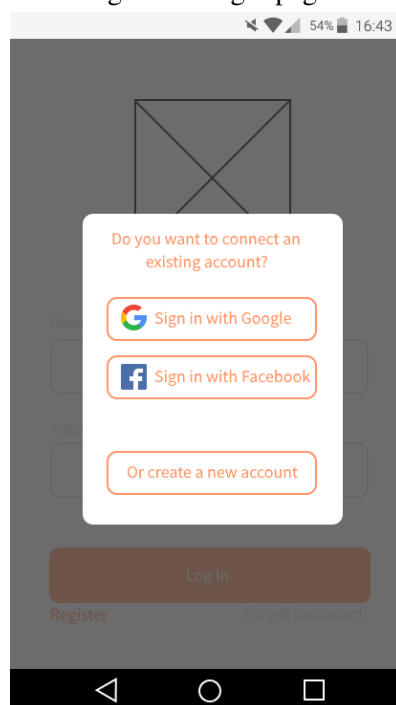 54% 16:43
Do you want to connect an
existing account?
Sign in with Google
Sign in with Facebook
Or create a new account
Log In
Register Forgot password